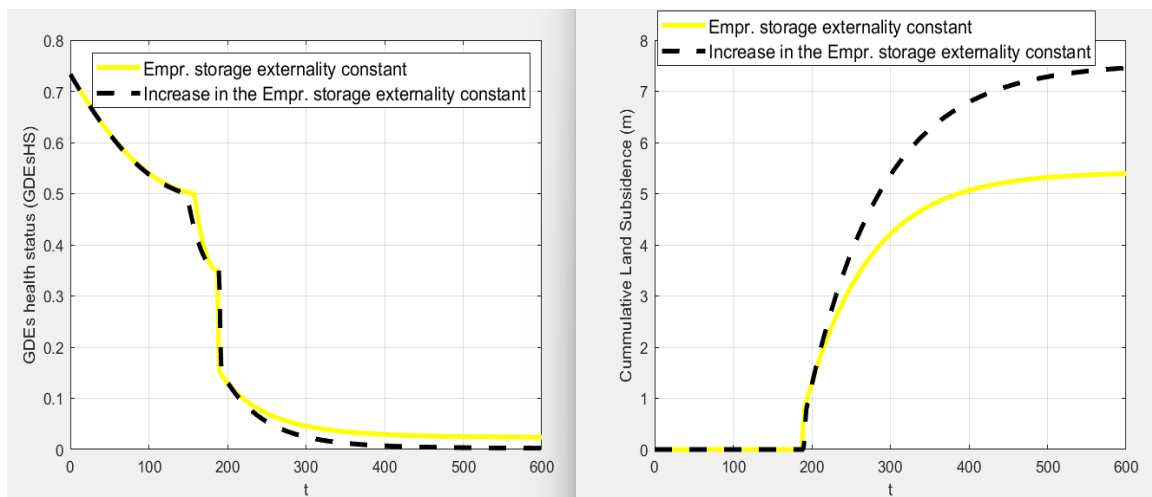 GDEs health status (GDEsHS)
0.8
0.7
0.6
0.5
0.4
0.3
0.2
0.1
0
Empr. storage externality constant
Increase in the Empr. storage externality constant
0 100 200 300 400 500 600
t
Cummulative Land Subsidence (m)
8
7
6
5
4
3
2
1
0
Empr. storage externality constant
Increase in the Empr. storage externality constant
0 100 200 300 400 500 600
t